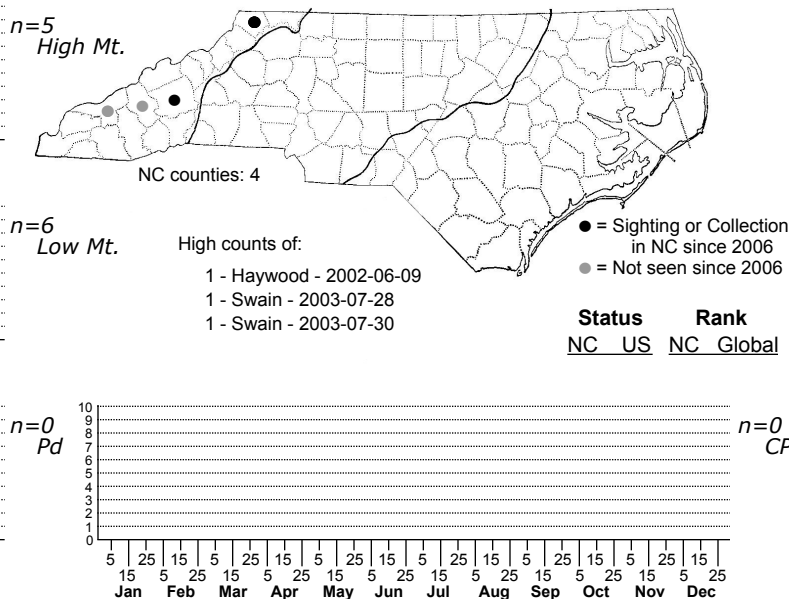 n=5
High Mt.
NC counties: 4
n=6
Low Mt.
High counts of:
1 - Haywood - 2002-06-09
1 - Swain - 2003-07-28
1 - Swain - 2003-07-30
● = Sighting or Collection
in NC since 2006
● = Not seen since 2006
Status Rank
NC US NC Global
n=0
Pd
10
9
8
7
6
5
4
3
2
1
0
n=0
CP
5 25 15 5 25 15 5 25 15 5 25 15 5 25 15 5 25 15
15 5 25 15 5 25 15 5 25 15 5 25 15 5 25 15 5 25
Jan Feb Mar Apr May Jun Jul Aug Sep Oct Nov Dec